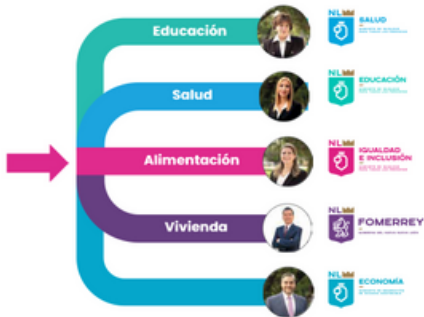 Educación
NL
SALUD
Salud
NL
EDUCACIÓN
Alimentación
NL
IGUALDAD
E INCLUSIÓN
Vivienda
NL
FOMERREY
NL
ECONOMÍA